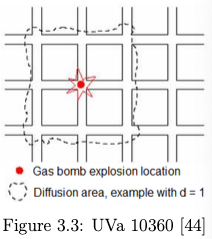 Gas bomb explosion location
Diffusion area, example with d = 1
Figure 3.3: UVa 10360 [44]